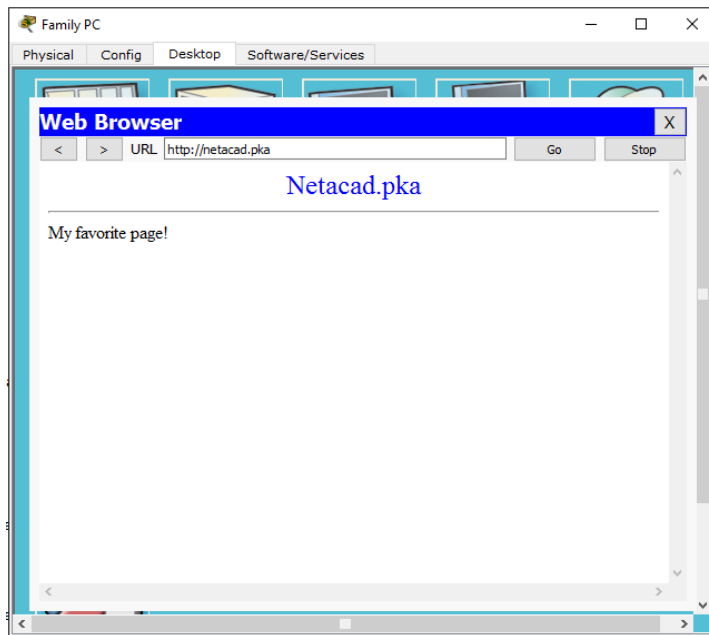 Family PC
Physical Config Desktop Software/Services
Web Browser X
< > URL http://netacad.pka Go Stop
Netacad.pka
My favorite page!